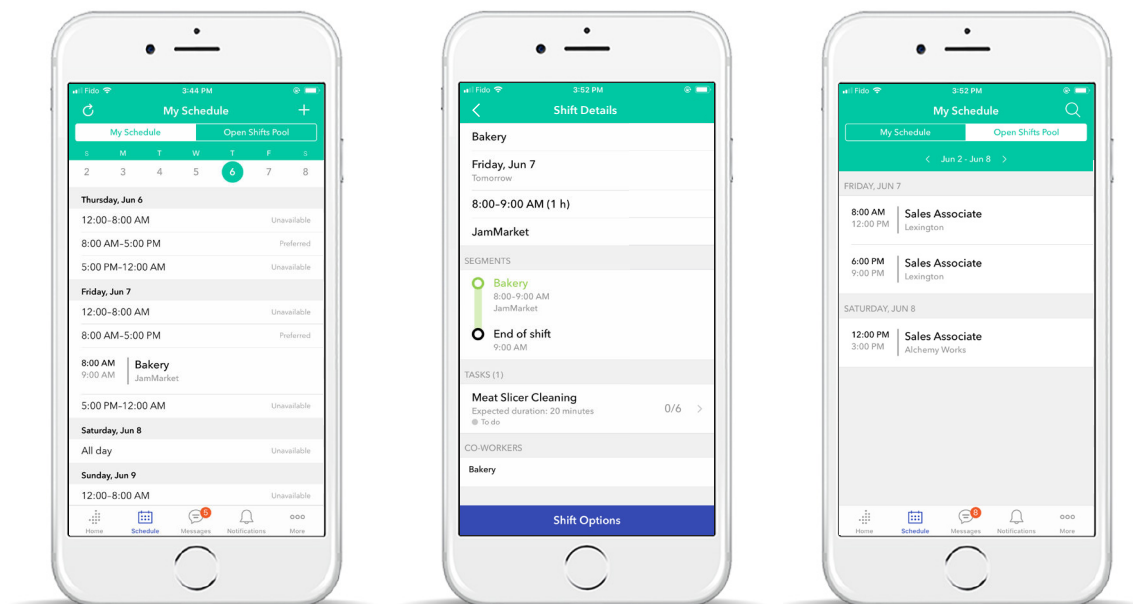 Fido 3:44 PM
My Schedule
My Schedule Open Shifts Pool
S M T W T F S
2 3 4 5 6 7 8
Thursday, Jun 6
12:00–8:00 AM Unavailable
8:00 AM–5:00 PM Preferred
5:00 PM–12:00 AM Unavailable
Friday, Jun 7
12:00–8:00 AM Unavailable
8:00 AM–5:00 PM Preferred
8:00 AM Bakery
9:00 AM JamMarket
5:00 PM–12:00 AM Unavailable
Saturday, Jun 8
All day Unavailable
Sunday, Jun 9
12:00–8:00 AM Unavailable
5
Home Schedule Messages Notifications More
Fido 3:52 PM
Shift Details
Bakery
Friday, Jun 7
Tomorrow
8:00–9:00 AM (1 h)
JamMarket
SEGMENTS
Bakery
8:00–9:00 AM
JamMarket
End of shift
9:00 AM
TASKS (1)
Meat Slicer Cleaning
Expected duration: 20 minutes 0/6
To do
CO-WORKERS
Bakery
Shift Options
Fido 3:52 PM
My Schedule
My Schedule Open Shifts Pool
Jun 2 - Jun 8
FRIDAY, JUN 7
8:00 AM Sales Associate
12:00 PM Lexington
6:00 PM Sales Associate
9:00 PM Lexington
SATURDAY, JUN 8
12:00 PM Sales Associate
3:00 PM Alchemy Works
8
Home Schedule Messages Notifications More